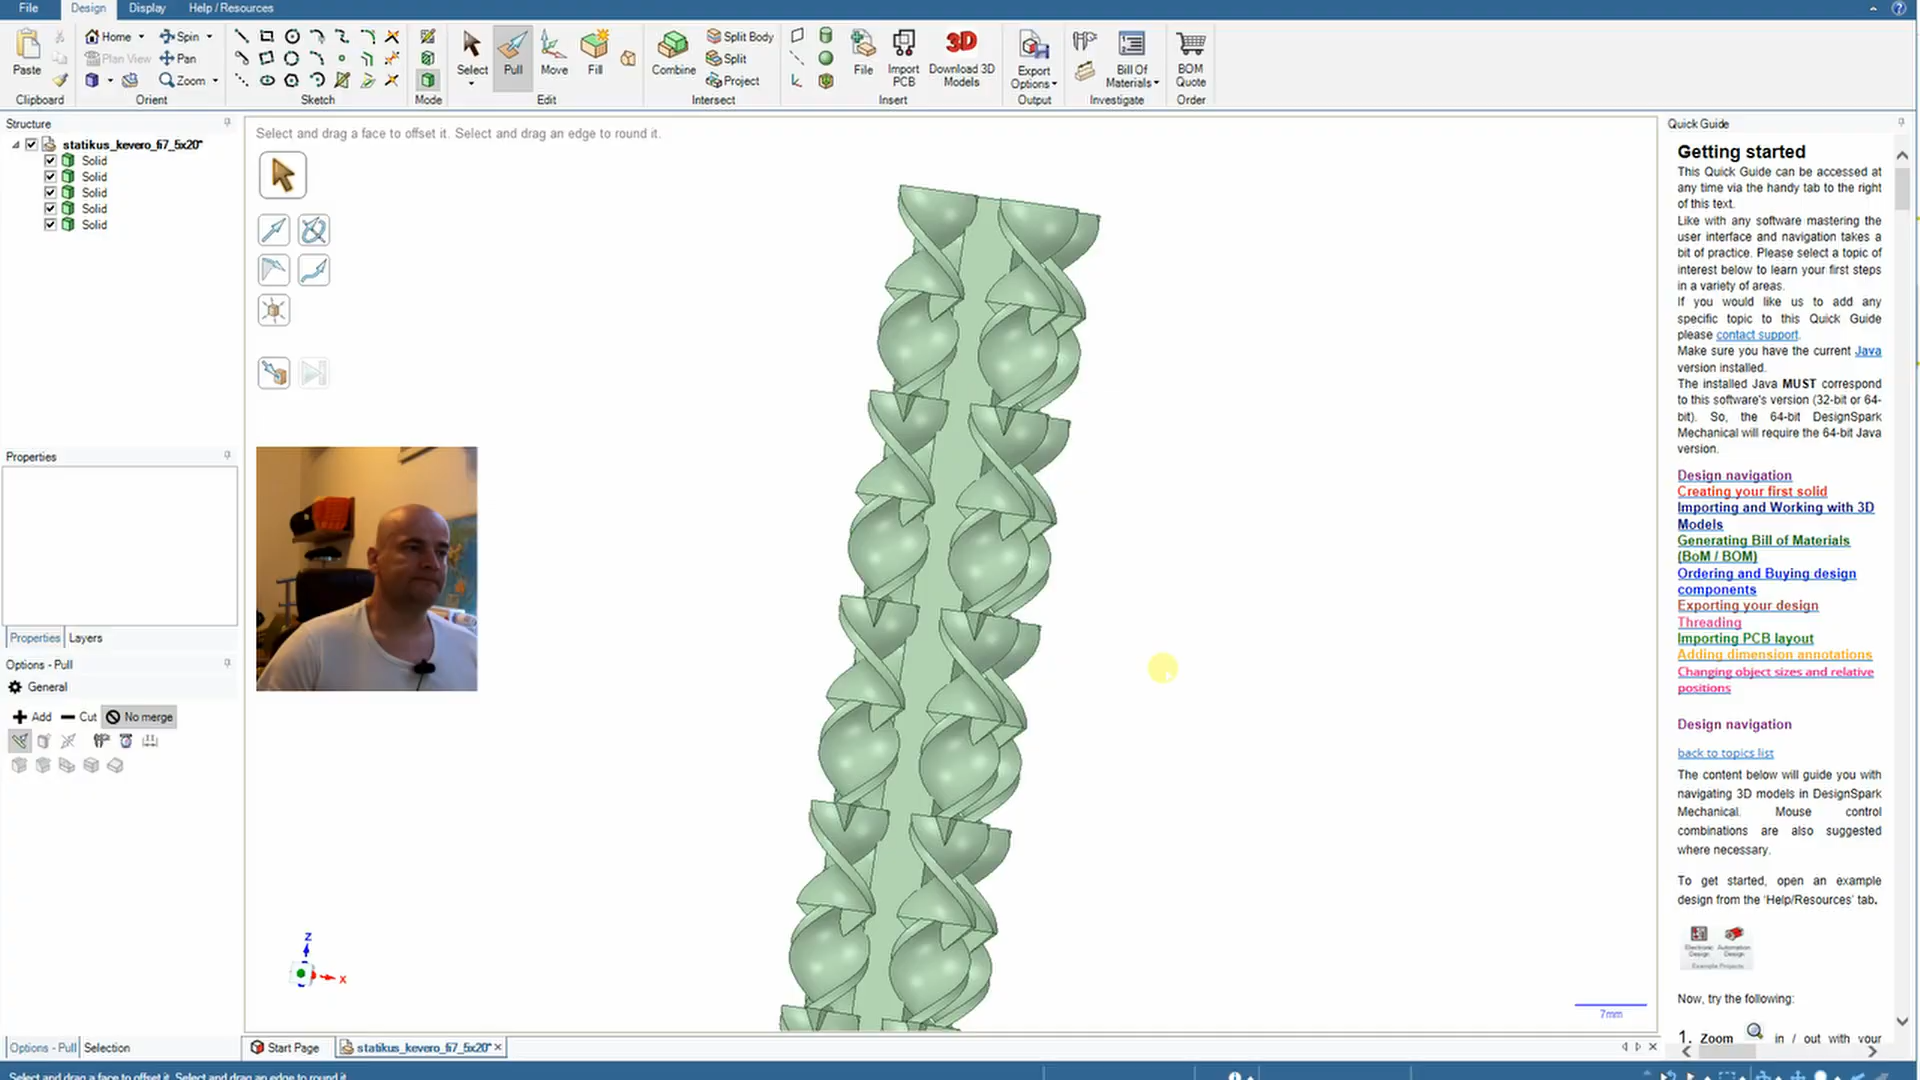 File Design Display Help / Resources
Paste
Clipboard
Home Spin
Plan View Pan
Zoom
Orient
Sketch
Mode
Select Pull Move Fill
Edit
Combine
Split Body
Split
Project
Intersect
File Import PCB Download 3D Models
3D
Insert
Export Options
Output
Bill Of Materials
Investigate
BOM Quote
Order
Structure
statikus_kevero_fi7_5x20*
Solid
Solid
Solid
Solid
Solid
Properties
Properties Layers
Options - Pull
General
Add Cut No merge
Options - Pull Selection
Select and drag a face to offset it. Select and drag an edge to round it.
z
x
7mm
Start Page statikus_kevero_fi7_5x20*
Select and drag a face to offset it. Select and drag an edge to round it
Quick Guide
Getting started
This Quick Guide can be accessed at
any time via the handy tab to the right
of this text.
Like with any software mastering the
user interface and navigation takes a
bit of practice. Please select a topic of
interest below to learn your first steps
in a variety of areas.
If you would like us to add any
specific topic to this Quick Guide
please contact support.
Make sure you have the current Java
version installed.
The installed Java MUST correspond
to this software's version (32-bit or 64-
bit). So, the 64-bit DesignSpark
Mechanical will require the 64-bit Java
version.
Design navigation
Creating your first solid
Importing and Working with 3D
Models
Generating Bill of Materials
(BoM / BOM)
Ordering and Buying design
components
Exporting your design
Threading
Importing PCB layout
Adding dimension annotations
Changing object sizes and relative
positions
Design navigation
back to topics list
The content below will guide you with
navigating 3D models in DesignSpark
Mechanical. Mouse control
combinations are also suggested
where necessary.
To get started, open an example
design from the 'Help/Resources' tab.
Electronic Design Automation Design
Example Projects
Now, try the following:
1. Zoom in / out with your